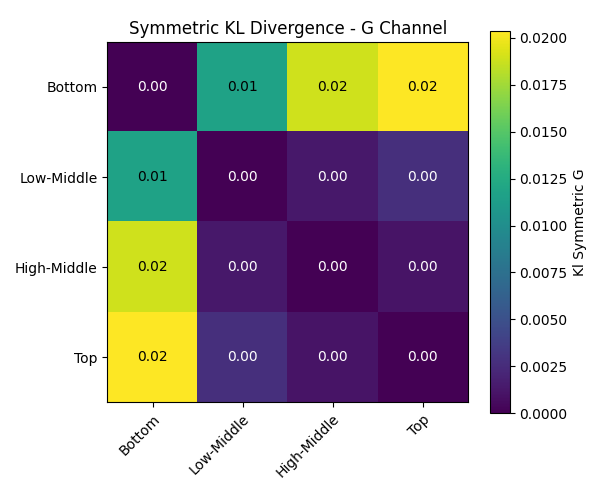 Symmetric KL Divergence - G Channel
Bottom 0.00 0.01 0.02 0.02
Low-Middle 0.01 0.00 0.00 0.00
High-Middle 0.02 0.00 0.00 0.00
Top 0.02 0.00 0.00 0.00
Bottom Low-Middle High-Middle Top
0.0200
0.0175
0.0150
0.0125
0.0100
0.0075
0.0050
0.0025
0.0000
Kl Symmetric G